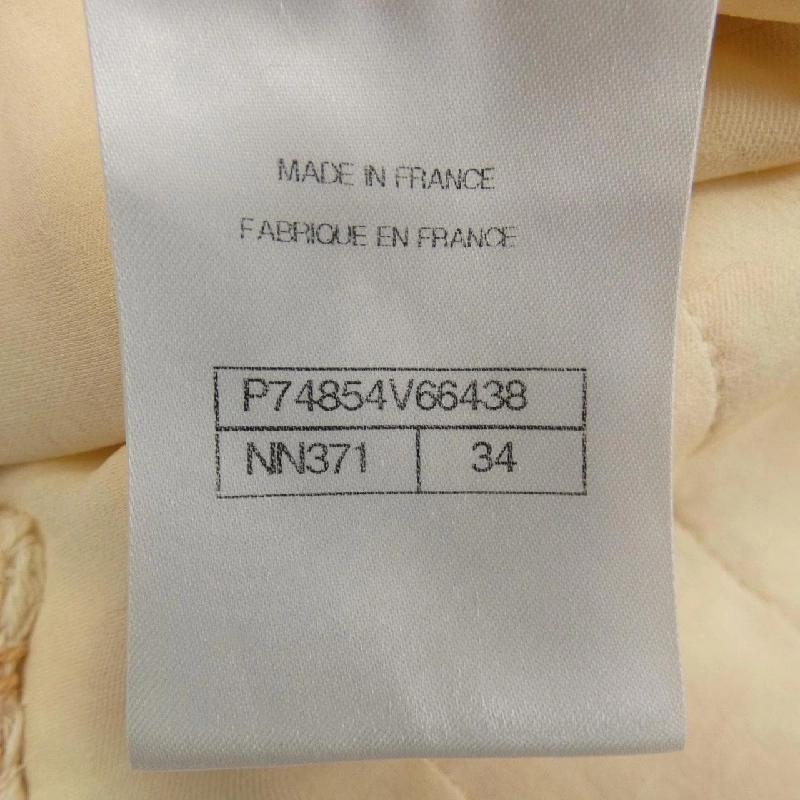 MADE IN FRANCE
FABRIQUE EN FRANCE
P74854V66438
NN371 34